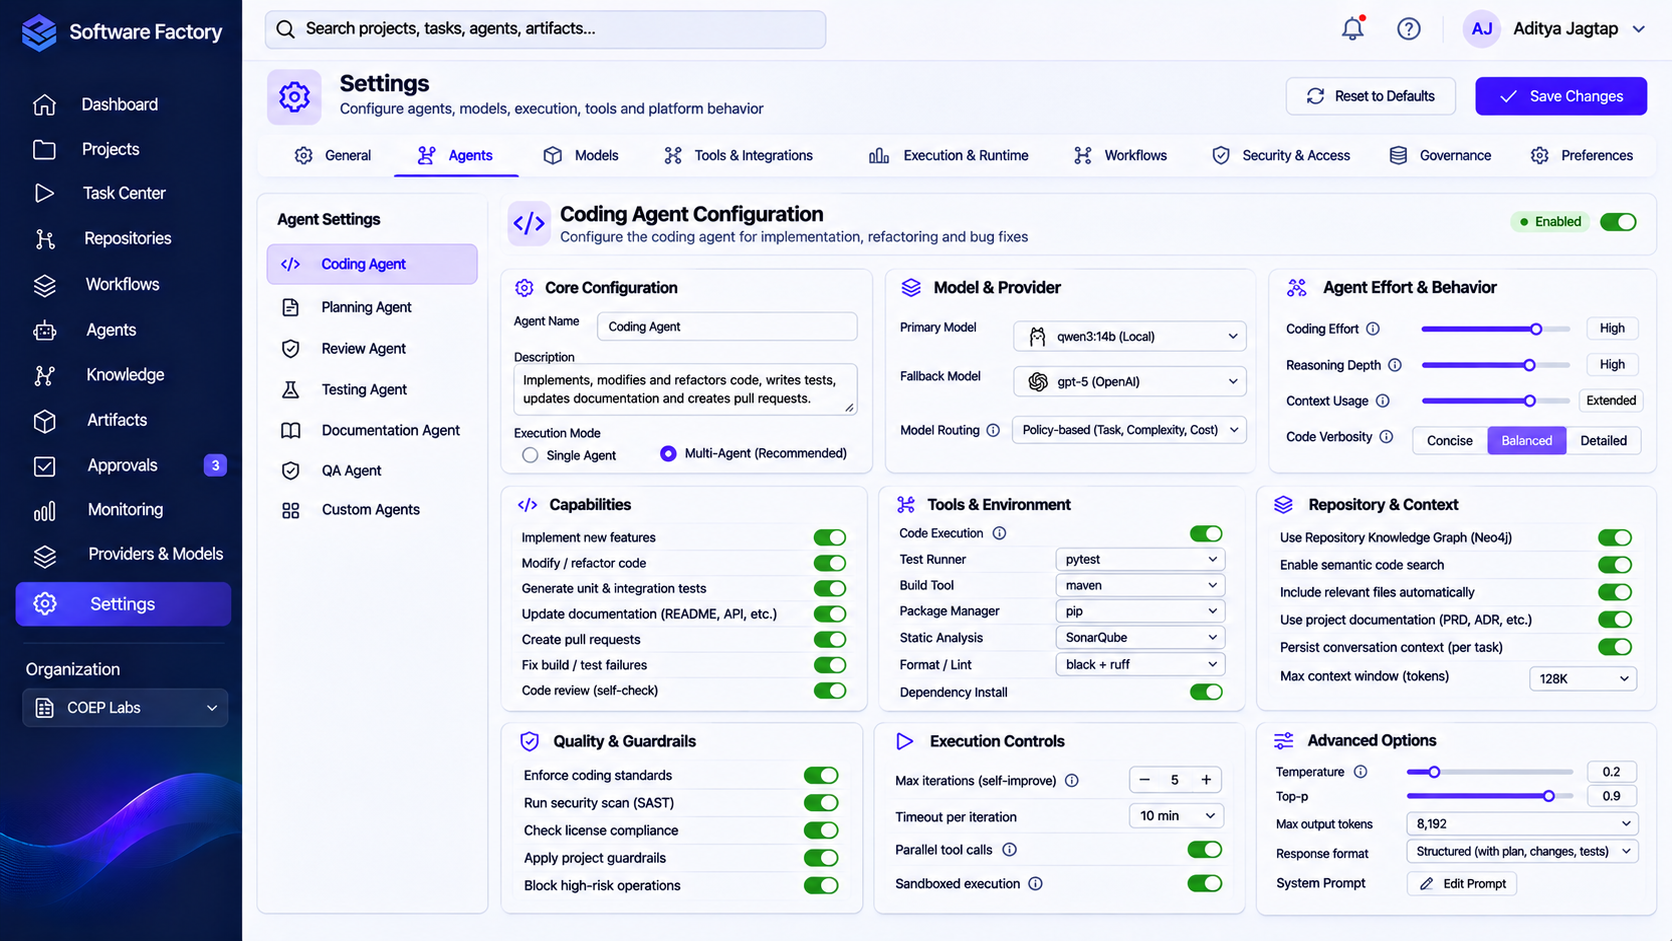 Software Factory
Search projects, tasks, agents, artifacts...
AJ
Aditya Jagtap
Dashboard
Projects
Task Center
Repositories
Workflows
Agents
Knowledge
Artifacts
Approvals
3
Monitoring
Providers & Models
Settings
Organization
COEP Labs
Settings
Configure agents, models, execution, tools and platform behavior
Reset to Defaults
Save Changes
General
Agents
Models
Tools & Integrations
Execution & Runtime
Workflows
Security & Access
Governance
Preferences
Agent Settings
Coding Agent
Planning Agent
Review Agent
Testing Agent
Documentation Agent
QA Agent
Custom Agents
Coding Agent Configuration
Configure the coding agent for implementation, refactoring and bug fixes
Enabled
Core Configuration
Agent Name
Coding Agent
Description
Implements, modifies and refactors code, writes tests,
updates documentation and creates pull requests.
Execution Mode
Single Agent
Multi-Agent (Recommended)
Model & Provider
Primary Model
qwen3:14b (Local)
Fallback Model
gpt-5 (OpenAI)
Model Routing
Policy-based (Task, Complexity, Cost)
Agent Effort & Behavior
Coding Effort
High
Reasoning Depth
High
Context Usage
Extended
Code Verbosity
Concise
Balanced
Detailed
Capabilities
Implement new features
Modify / refactor code
Generate unit & integration tests
Update documentation (README, API, etc.)
Create pull requests
Fix build / test failures
Code review (self-check)
Tools & Environment
Code Execution
Test Runner
pytest
Build Tool
maven
Package Manager
pip
Static Analysis
SonarQube
Format / Lint
black + ruff
Dependency Install
Repository & Context
Use Repository Knowledge Graph (Neo4j)
Enable semantic code search
Include relevant files automatically
Use project documentation (PRD, ADR, etc.)
Persist conversation context (per task)
Max context window (tokens)
128K
Quality & Guardrails
Enforce coding standards
Run security scan (SAST)
Check license compliance
Apply project guardrails
Block high-risk operations
Execution Controls
Max iterations (self-improve)
− 5 +
Timeout per iteration
10 min
Parallel tool calls
Sandboxed execution
Advanced Options
Temperature
0.2
Top-p
0.9
Max output tokens
8,192
Response format
Structured (with plan, changes, tests)
System Prompt
Edit Prompt